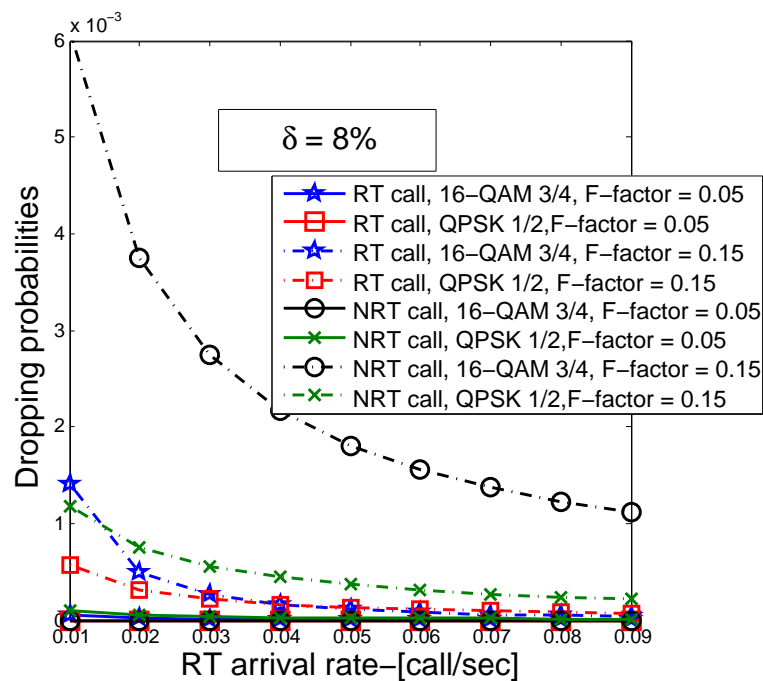 x 10⁻³
6
5
4
3
2
1
0
Dropping probabilities
δ = 8%
RT call, 16−QAM 3/4, F−factor = 0.05
RT call, QPSK 1/2,F−factor = 0.05
RT call, 16−QAM 3/4, F−factor = 0.15
RT call, QPSK 1/2, F−factor = 0.15
NRT call, 16−QAM 3/4, F−factor = 0.05
NRT call, QPSK 1/2,F−factor = 0.05
NRT call, 16−QAM 3/4, F−factor = 0.15
NRT call, QPSK 1/2,F−factor = 0.15
0.01 0.02 0.03 0.04 0.05 0.06 0.07 0.08 0.09
RT arrival rate−[call/sec]